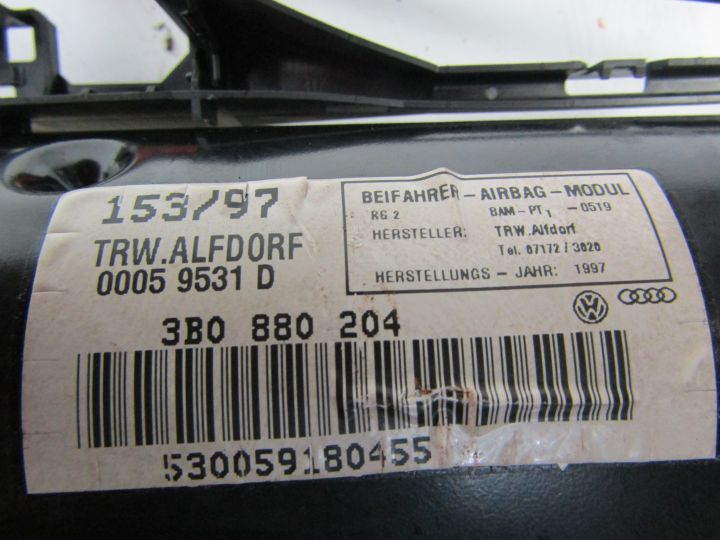 153/97
TRW.ALFDORF
0005 9531 D
BEIFAHRER-AIRBAG-MODUL
RG 2 BAM-PT1-0519
HERSTELLER: TRW.Alfdorf
Tel. 07172/3826
HERSTELLUNGS-JAHR: 1997
3B0 880 204
530059180455